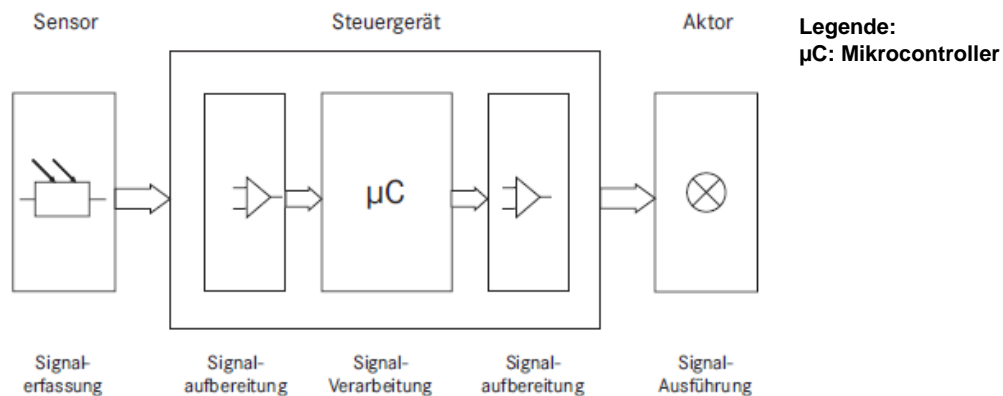 Sensor
Steuergerät
Aktor
Legende:
µC: Mikrocontroller
µC
Signal-
erfassung
Signal-
aufbereitung
Signal-
Verarbeitung
Signal-
aufbereitung
Signal-
Ausführung